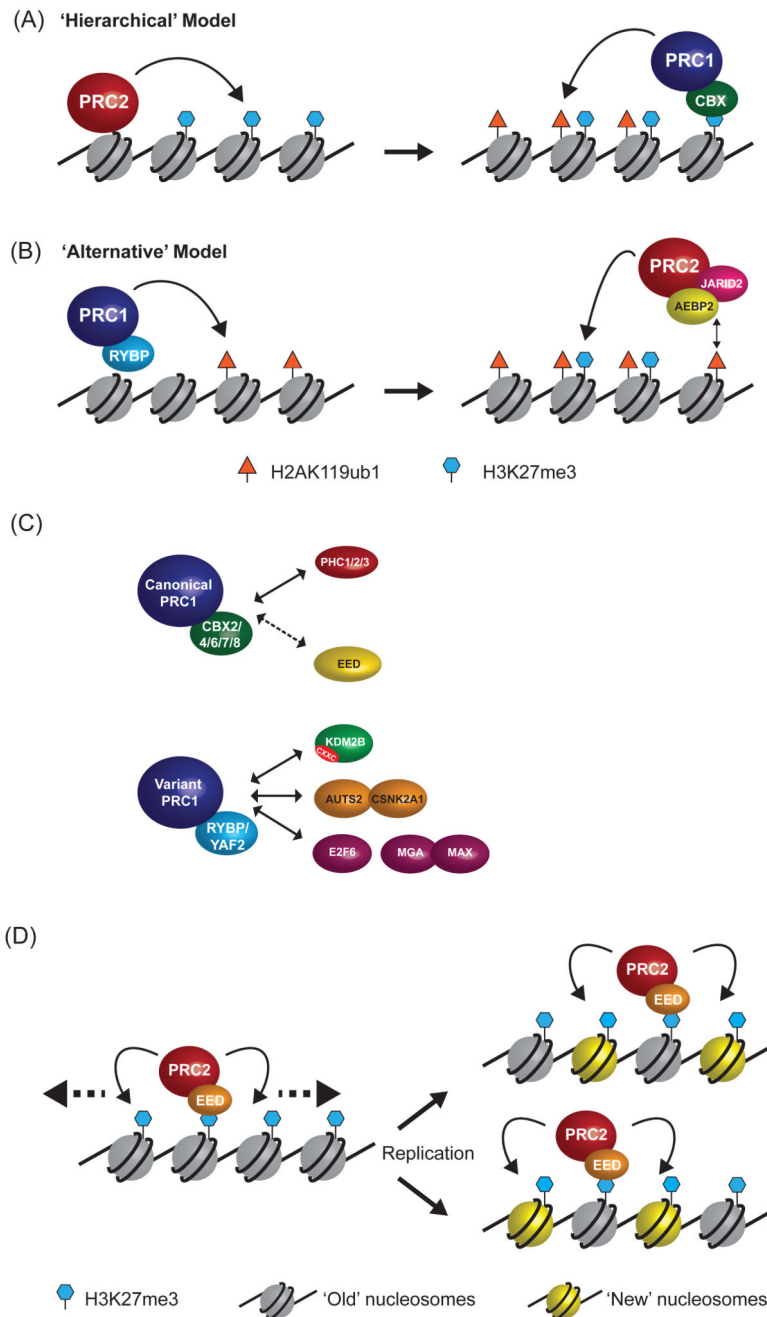 (A) 'Hierarchical' Model
PRC2
PRC1
CBX
(B) 'Alternative' Model
PRC1
RYBP
PRC2
JARID2
AEBP2
H2AK119ub1
H3K27me3
(C)
Canonical
PRC1
CBX2/
4/6/7/8
PHC1/2/3
EED
Variant
PRC1
RYBP/
YAF2
KDM2B
CXXC
AUTS2
CSNK2A1
E2F6
MGA
MAX
(D)
PRC2
EED
Replication
PRC2
EED
PRC2
EED
H3K27me3
'Old' nucleosomes
'New' nucleosomes